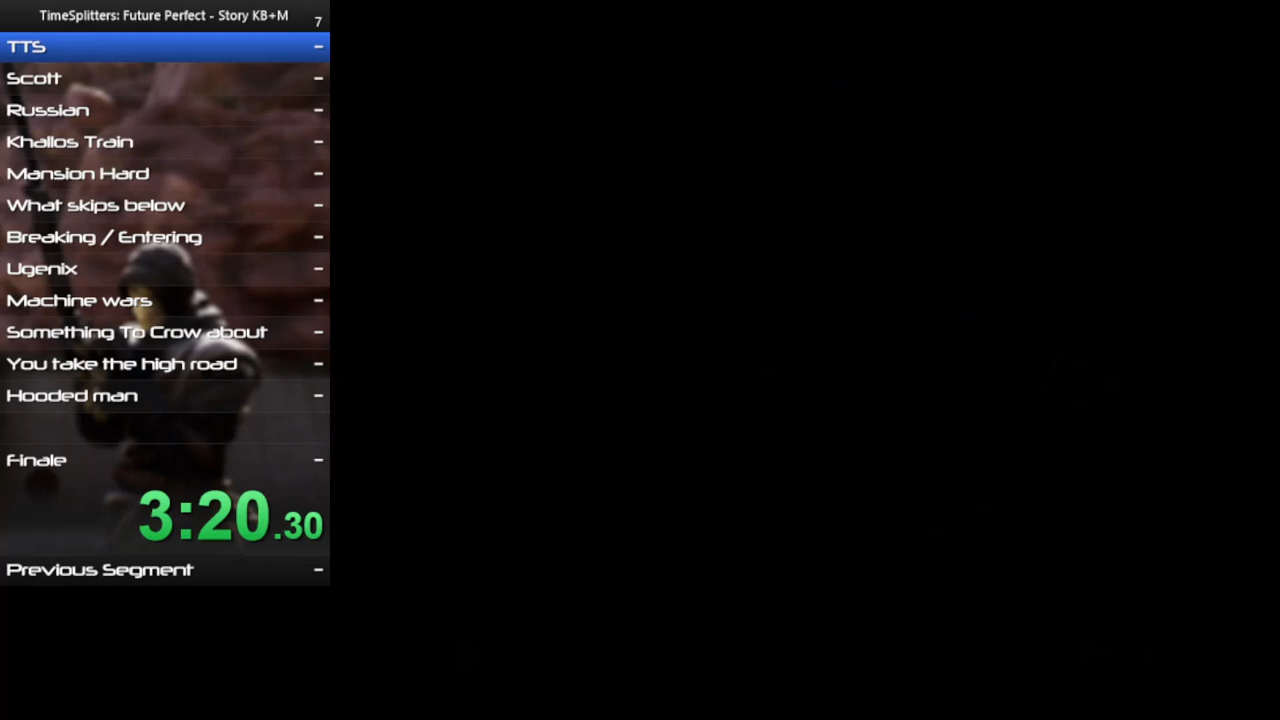 TimeSplitters: Future Perfect - Story KB+M
7
TTS -
Scott -
Russian -
Khallos Train -
Mansion Hard -
What skips below -
Breaking / Entering -
Ugenix -
Machine wars -
Something To Crow about -
You take the high road -
Hooded man -
Finale -
3:20.30
Previous Segment -